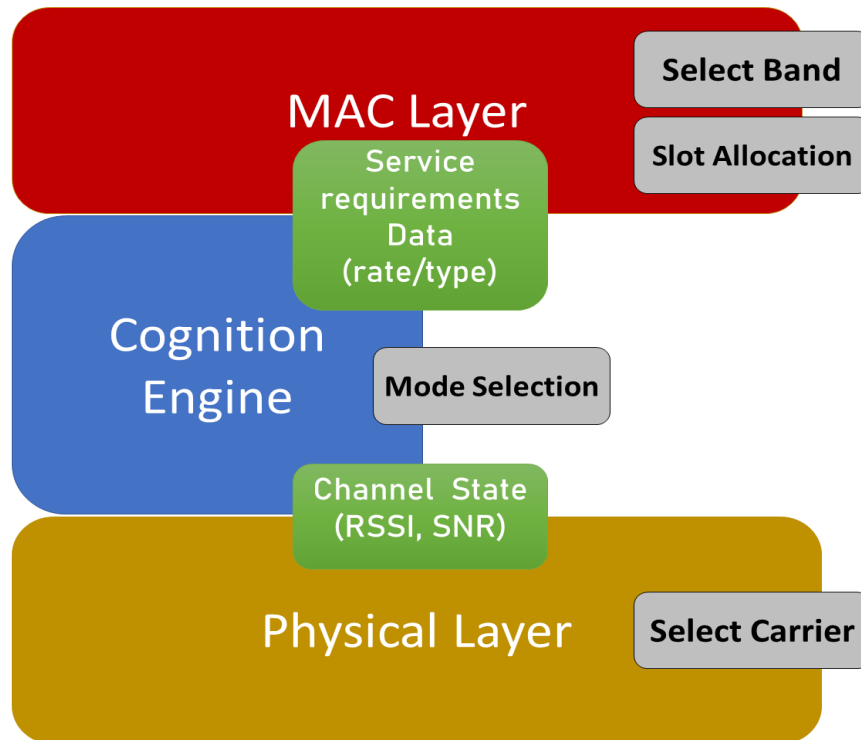 Select Band
MAC Layer
Slot Allocation
Service
requirements
Data
(rate/type)
Cognition
Engine
Mode Selection
Channel State
(RSSI, SNR)
Physical Layer
Select Carrier